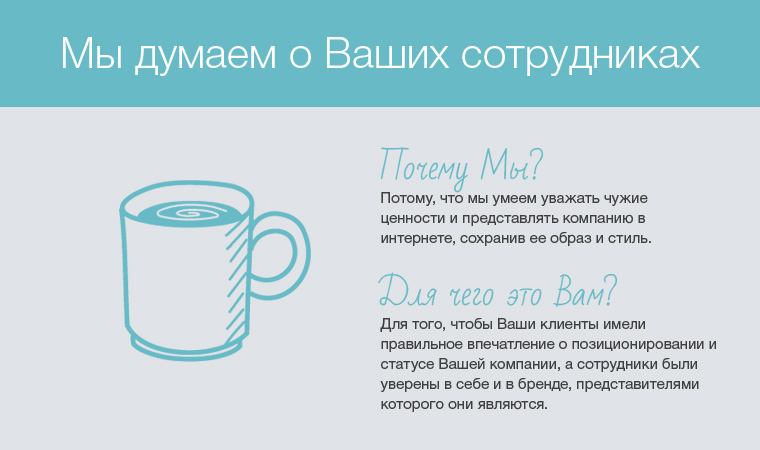 Мы думаем о Ваших сотрудниках
Почему Мы?
Потому, что мы умеем уважать чужие
ценности и представлять компанию в
интернете, сохранив ее образ и стиль.
Для чего это Вам?
Для того, чтобы Ваши клиенты имели
правильное впечатление о позиционировании и
статусе Вашей компании, а сотрудники были
уверены в себе и в бренде, представителями
которого они являются.